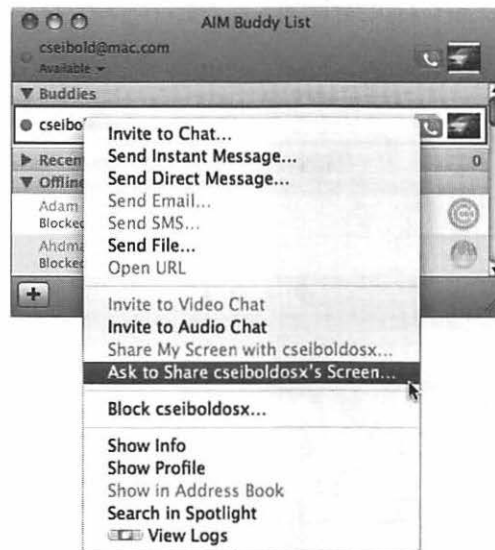 AIM Buddy List
cseibold@mac.com
Available
Buddies
cseibo
Recen 0
Offline
Adam
Blocked
Ahdma
Blocked
Invite to Chat...
Send Instant Message...
Send Direct Message...
Send Email...
Send SMS...
Send File...
Open URL
Invite to Video Chat
Invite to Audio Chat
Share My Screen with cseiboldosx...
Ask to Share cseiboldosx's Screen...
Block cseiboldosx...
Show Info
Show Profile
Show in Address Book
Search in Spotlight
View Logs